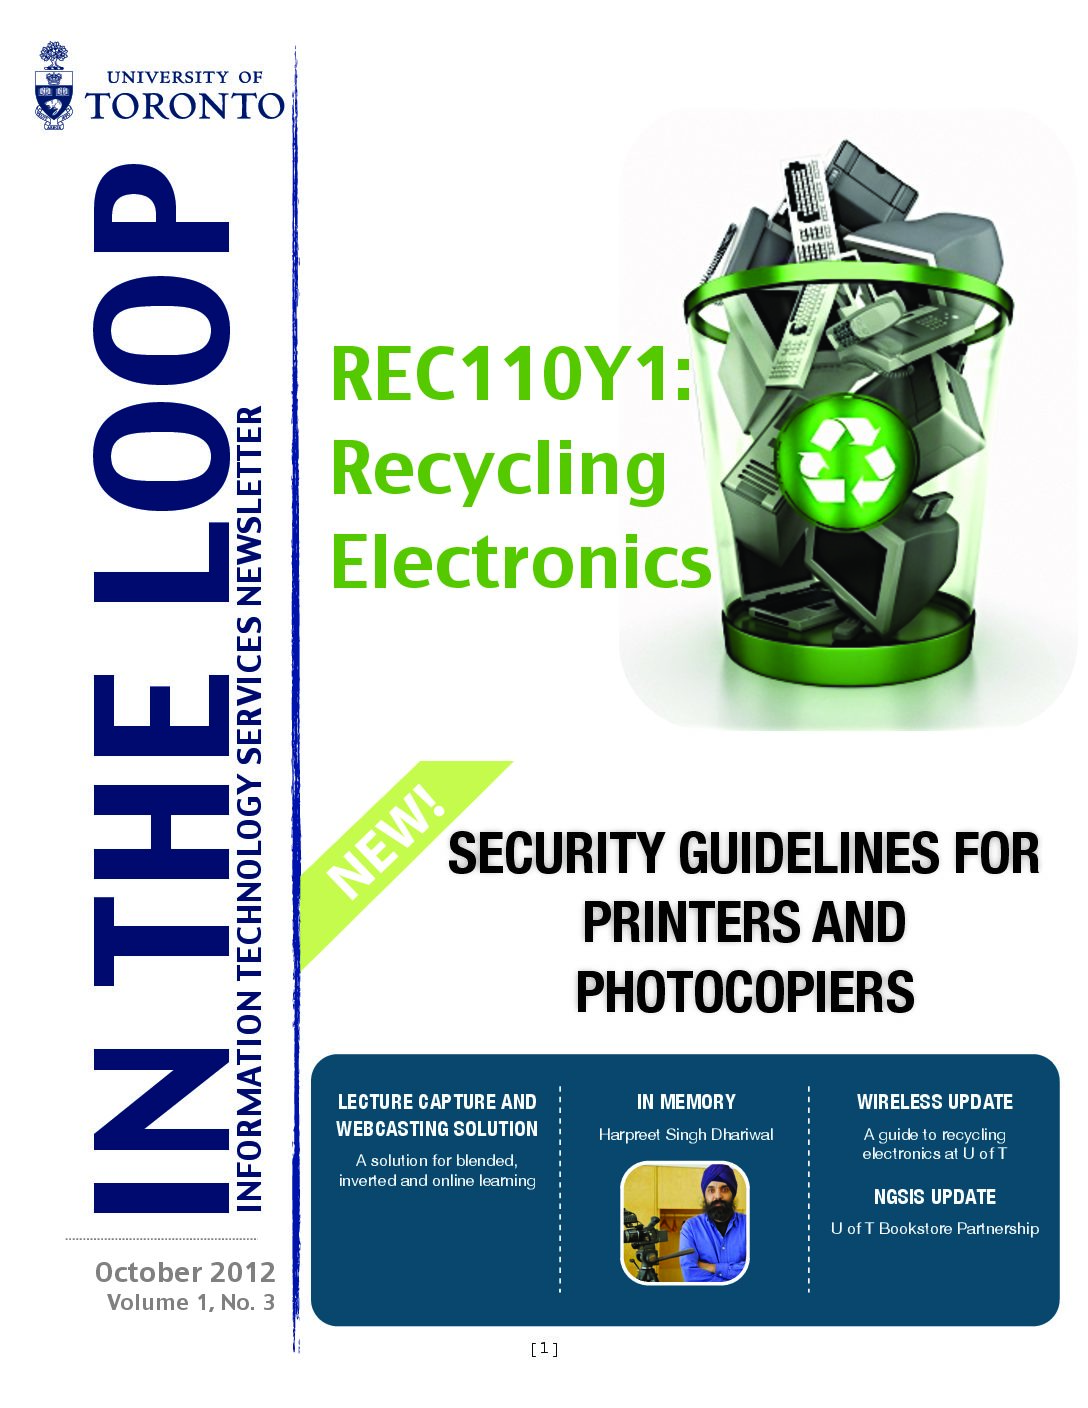 UNIVERSITY OF
TORONTO
IN THE LOOP
INFORMATION TECHNOLOGY SERVICES NEWSLETTER
October 2012
Volume 1, No. 3
REC110Y1:
Recycling
Electronics
NEW!
SECURITY GUIDELINES FOR
PRINTERS AND
PHOTOCOPIERS
LECTURE CAPTURE AND
WEBCASTING SOLUTION
A solution for blended,
inverted and online learning
IN MEMORY
Harpreet Singh Dhariwal
WIRELESS UPDATE
A guide to recycling
electronics at U of T
NGSIS UPDATE
U of T Bookstore Partnership
[ 1 ]